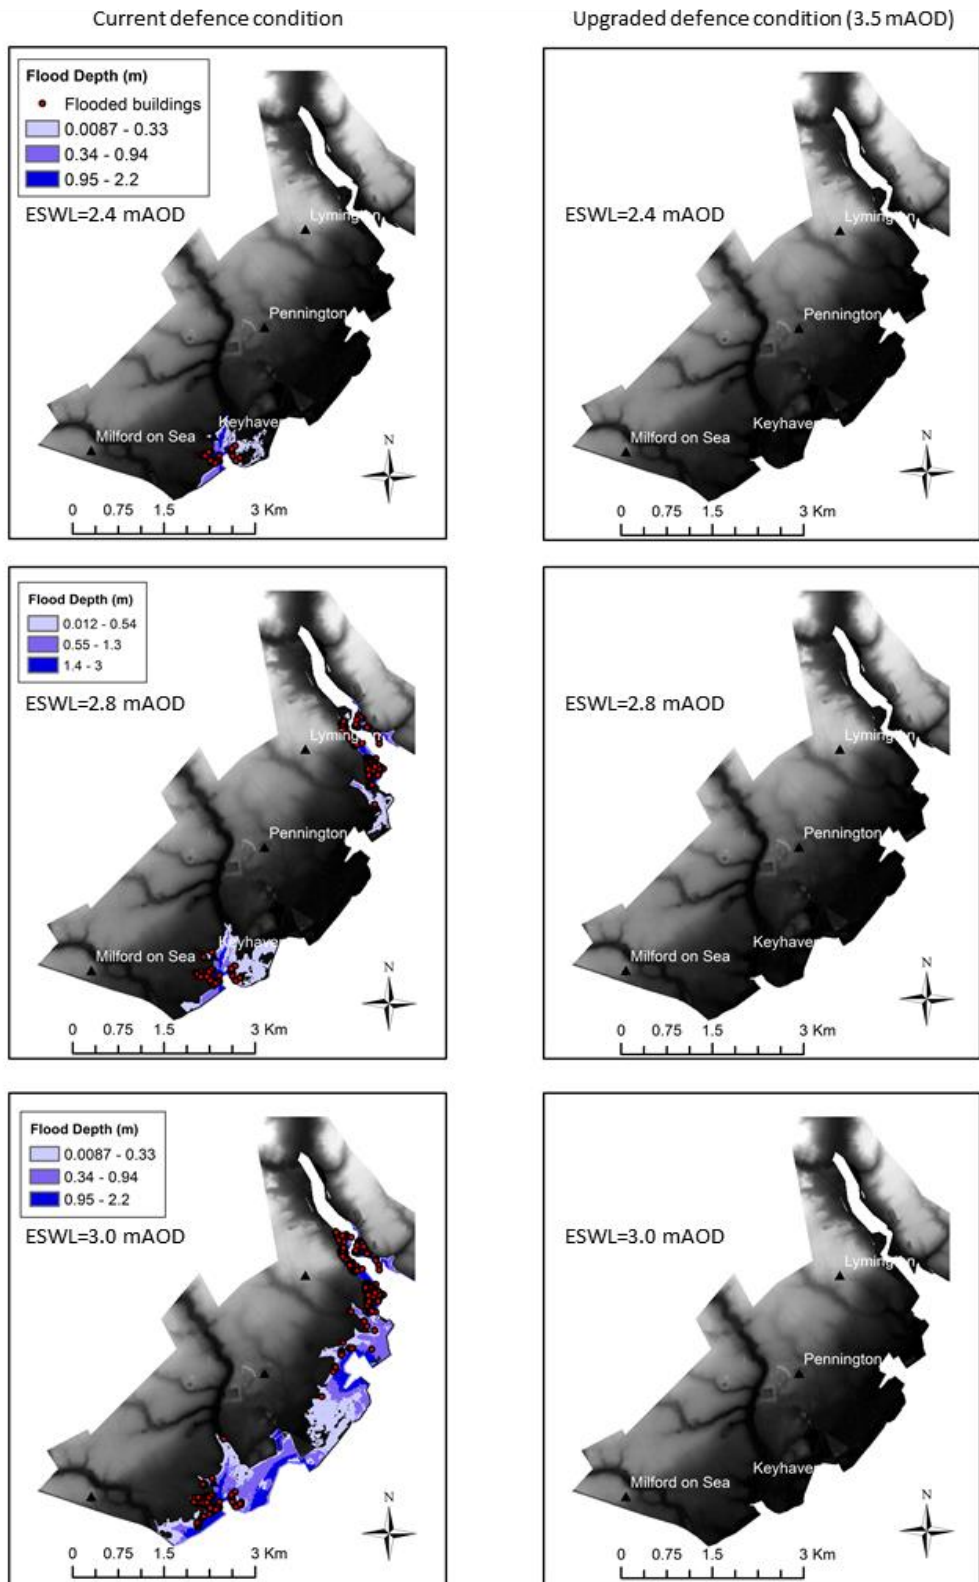 Current defence condition
Upgraded defence condition (3.5 mAOD)
Flood Depth (m)
Flooded buildings
0.0087 - 0.33
0.34 - 0.94
0.95 - 2.2
ESWL=2.4 mAOD
Lymington
Pennington
Keyhaven
Milford on Sea
N
0 0.75 1.5 3 Km
ESWL=2.4 mAOD
Lymington
Pennington
Keyhaven
Milford on Sea
N
0 0.75 1.5 3 Km
Flood Depth (m)
0.012 - 0.54
0.55 - 1.3
1.4 - 3
ESWL=2.8 mAOD
Lymington
Pennington
Keyhaven
Milford on Sea
N
0 0.75 1.5 3 Km
ESWL=2.8 mAOD
Lymington
Pennington
Keyhaven
Milford on Sea
N
0 0.75 1.5 3 Km
Flood Depth (m)
0.0087 - 0.33
0.34 - 0.94
0.95 - 2.2
ESWL=3.0 mAOD
N
0 0.75 1.5 3 Km
ESWL=3.0 mAOD
Lymington
Pennington
Keyhaven
Milford on Sea
N
0 0.75 1.5 3 Km